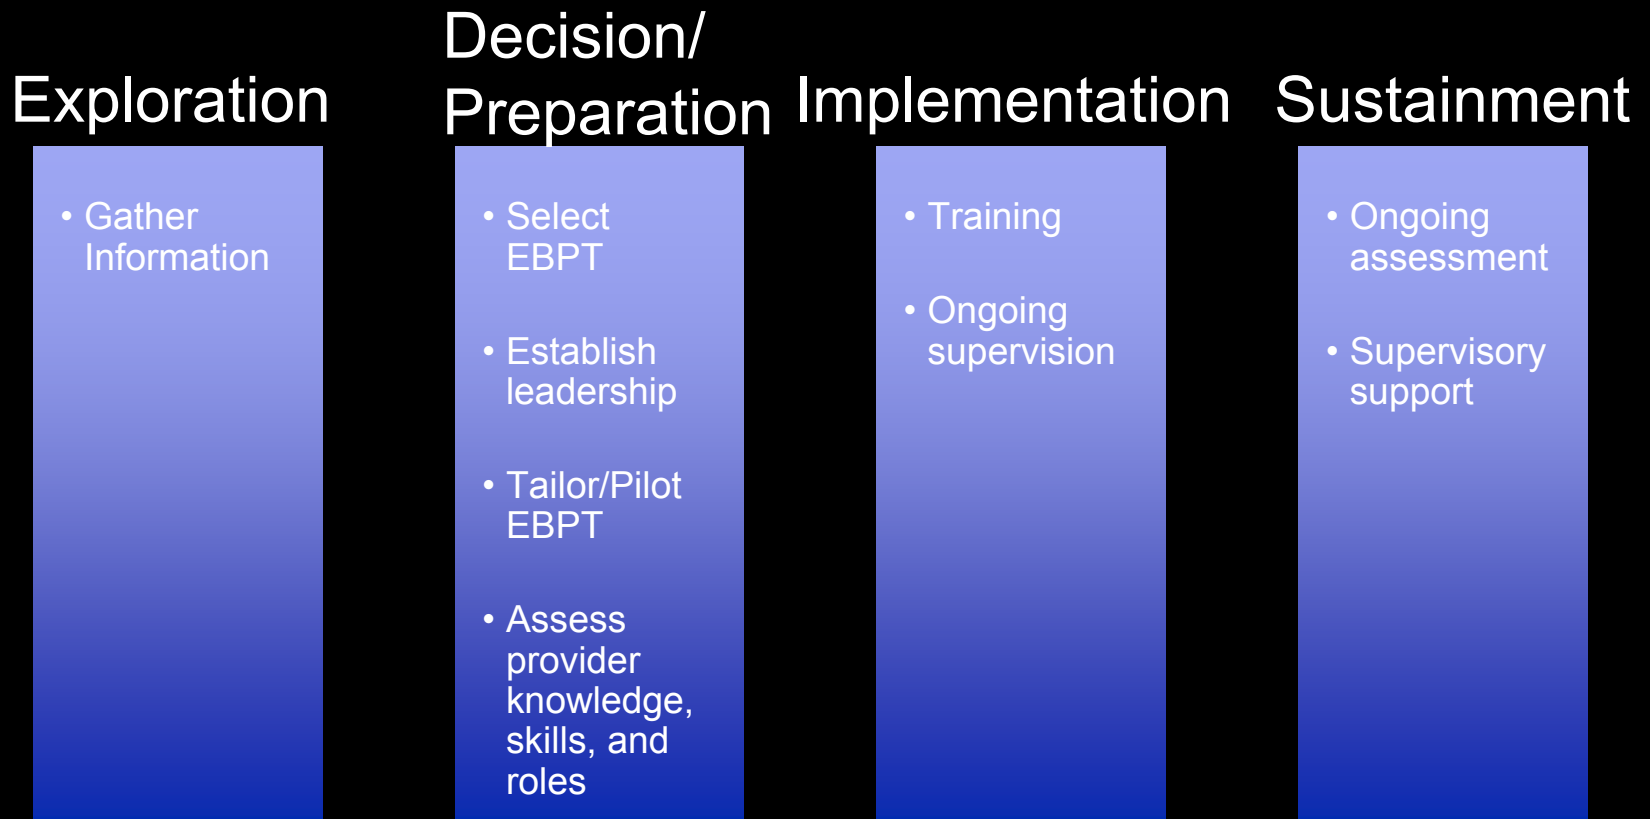 Exploration
• Gather
Information
Decision/
Preparation
• Select
EBPT
• Establish
leadership
• Tailor/Pilot
EBPT
• Assess
provider
knowledge,
skills, and
roles
Implementation
• Training
• Ongoing
supervision
Sustainment
• Ongoing
assessment
• Supervisory
support